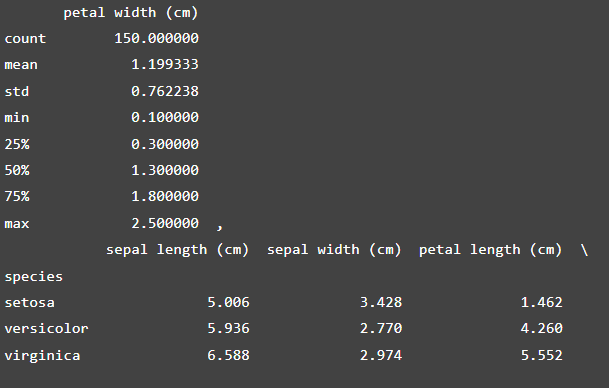 petal width (cm)
count 150.000000
mean 1.199333
std 0.762238
min 0.100000
25% 0.300000
50% 1.300000
75% 1.800000
max 2.500000 ,
sepal length (cm) sepal width (cm) petal length (cm) \
species
setosa 5.006 3.428 1.462
versicolor 5.936 2.770 4.260
virginica 6.588 2.974 5.552